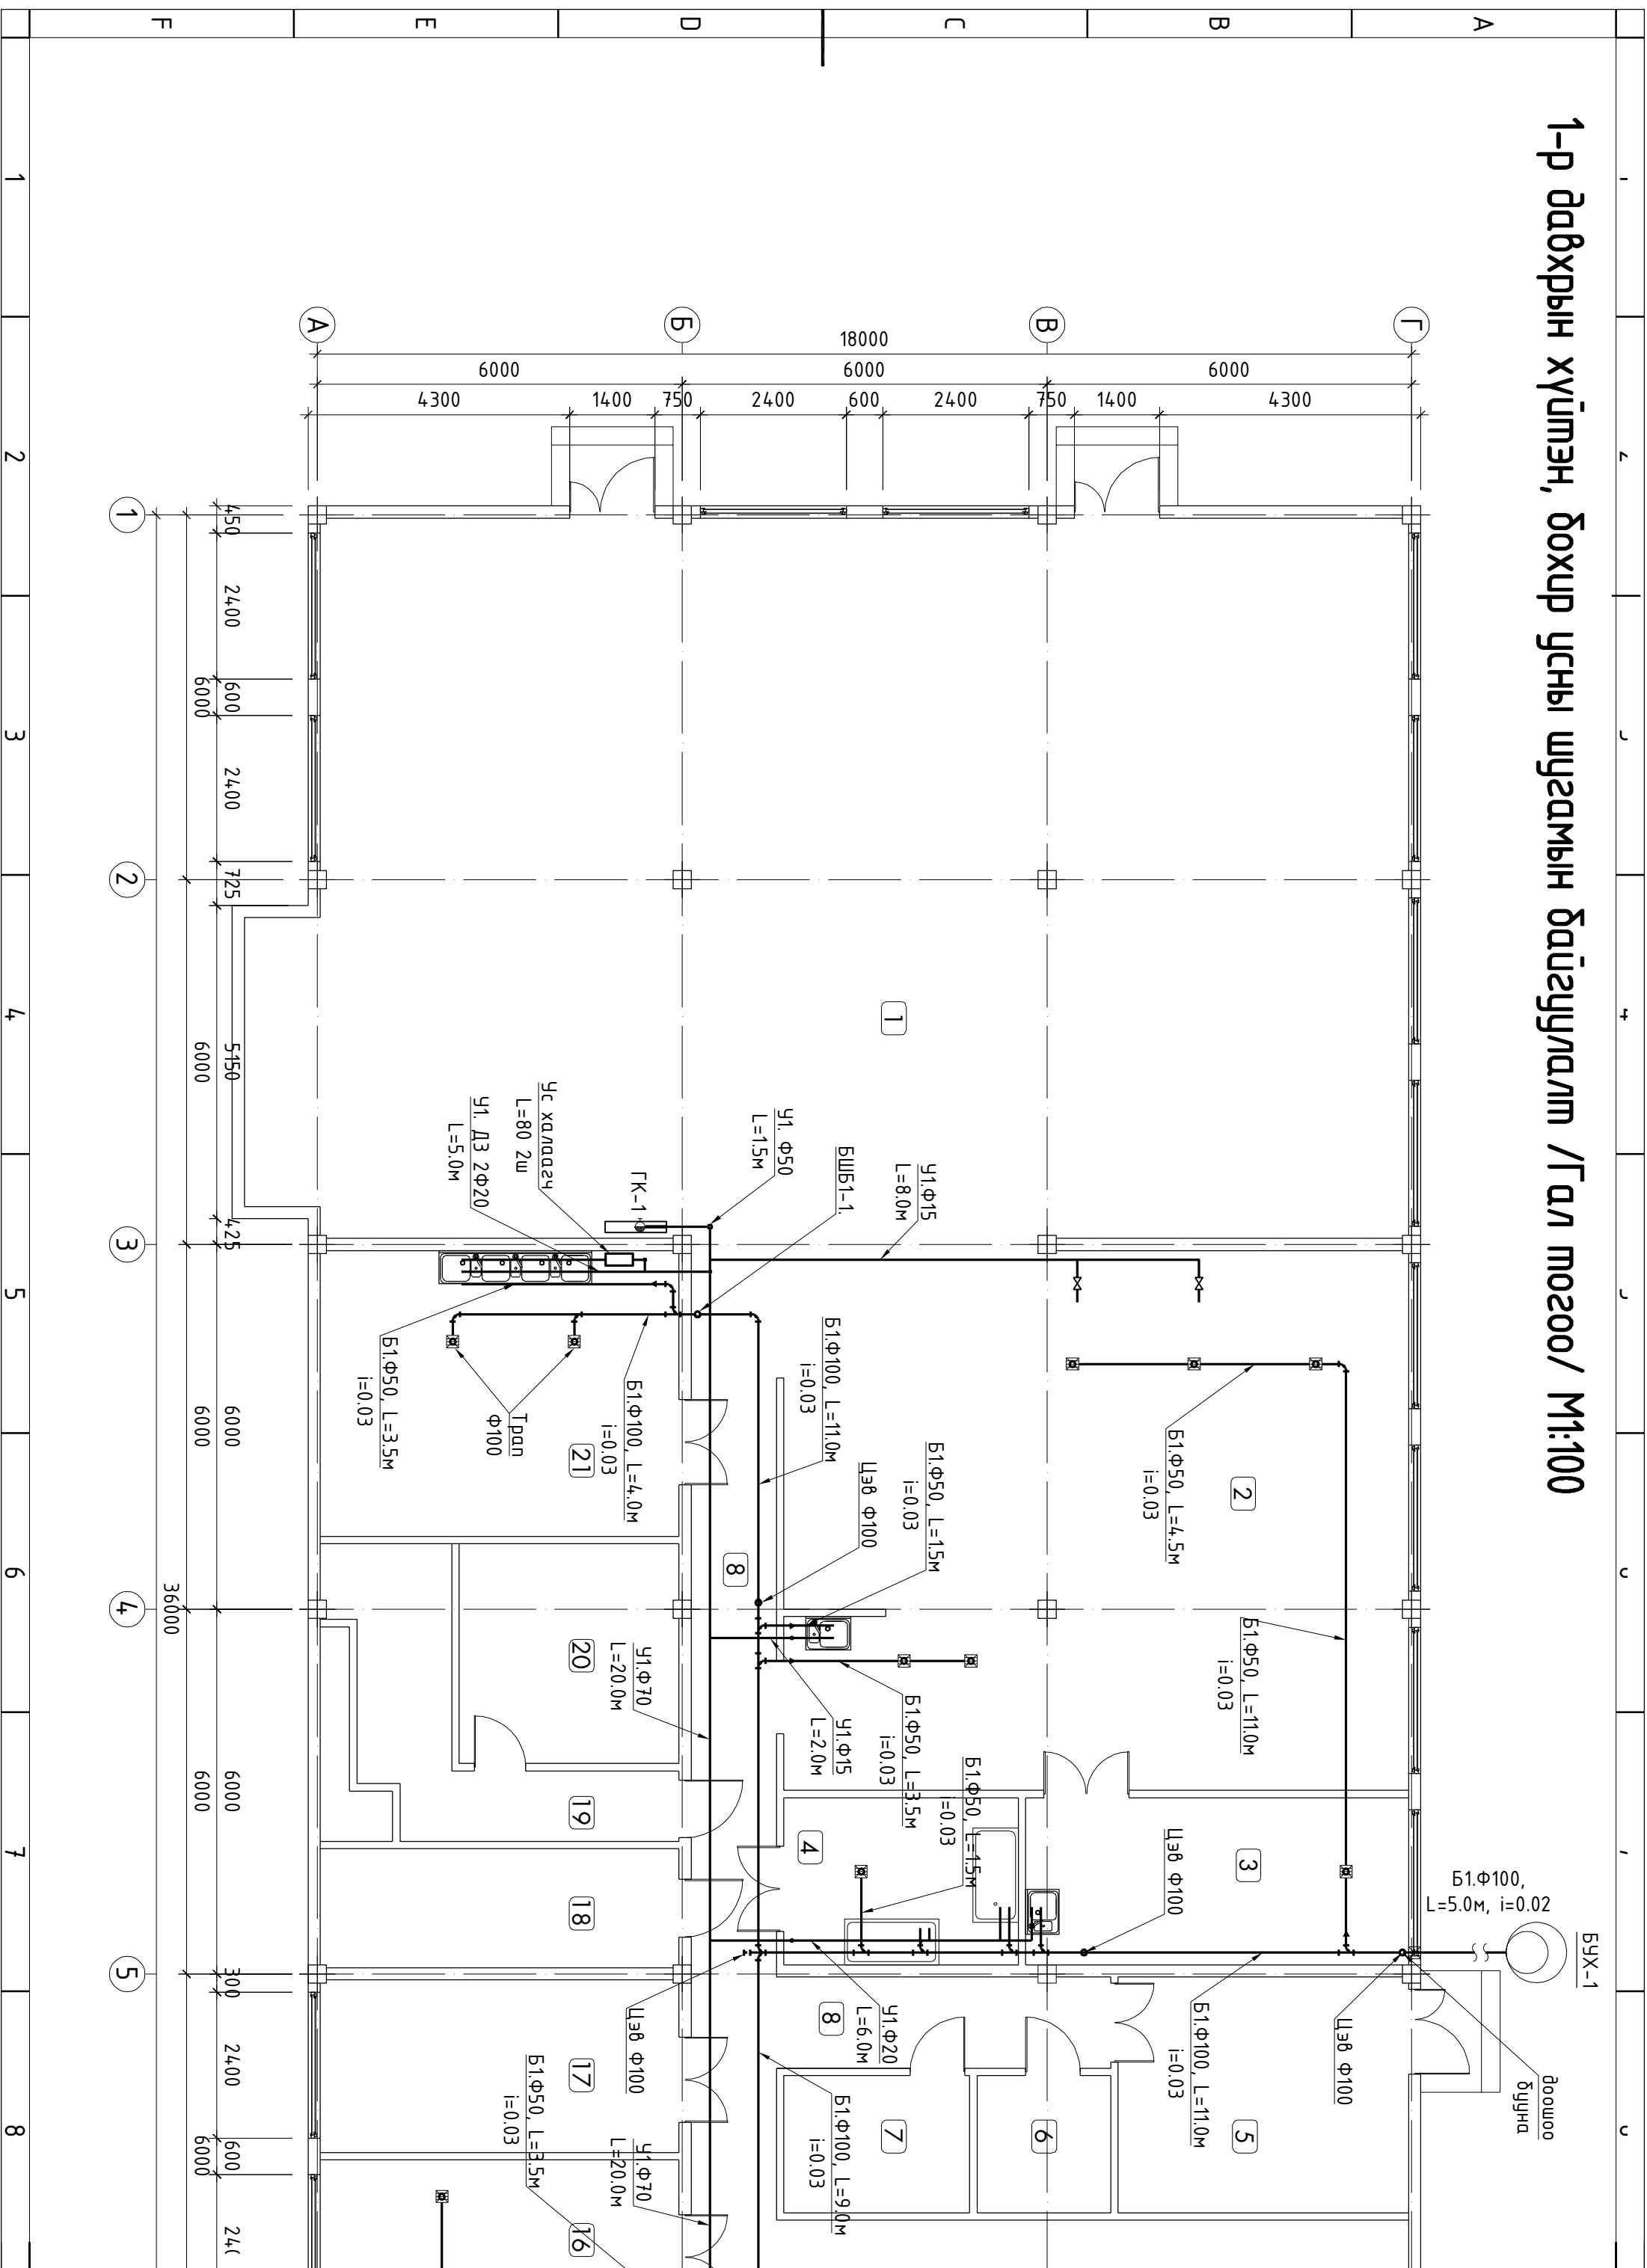 1-р давхрын хүйтэн, бохир усны шугамын байгуулалт /Гал тогоо/ М1:100
F
E
D
C
B
A
1
2
3
4
5
6
7
8
А
Б
В
Г
18000
6000
6000
6000
4300
1400
750
2400
600
2400
750
1400
4300
1
2
3
4
5
450
2400
600
2400
725
5150
425
6000
6000
300
2400
600
6000
6000
6000
6000
6000
36000
1
2
3
4
5
6
7
8
8
16
17
18
19
20
21
У1. Ф50
L=1.5м
БШБ1-1.
У1.Ф15
L=8.0м
ГК-1
Ус халаагч
L=80 2ш
У1. ДЗ 2Ф20
L=5.0м
Б1.Ф50, L=3.5м
i=0.03
Трап
Ф100
Б1.Ф100, L=4.0м
i=0.03
Б1.Ф100, L=11.0м
i=0.03
Цэв Ф100
Б1.Ф50, L=1.5м
i=0.03
Б1.Ф50, L=4.5м
i=0.03
Б1.Ф50, L=11.0м
i=0.03
У1.Ф70
L=20.0м
У1.Ф15
L=2.0м
Б1.Ф50, L=3.5м
i=0.03
Б1.Ф50, L=1.5м
i=0.03
Цэв Ф100
Б1.Ф100,
L=5.0м, i=0.02
БУХ-1
доошоо
бууна
Цэв Ф100
Б1.Ф100, L=11.0м
i=0.03
У1.Ф20
L=6.0м
Цэв Ф100
Б1.Ф100, L=9.0м
i=0.03
У1.Ф70
L=20.0м
Б1.Ф50, L=3.5м
i=0.03